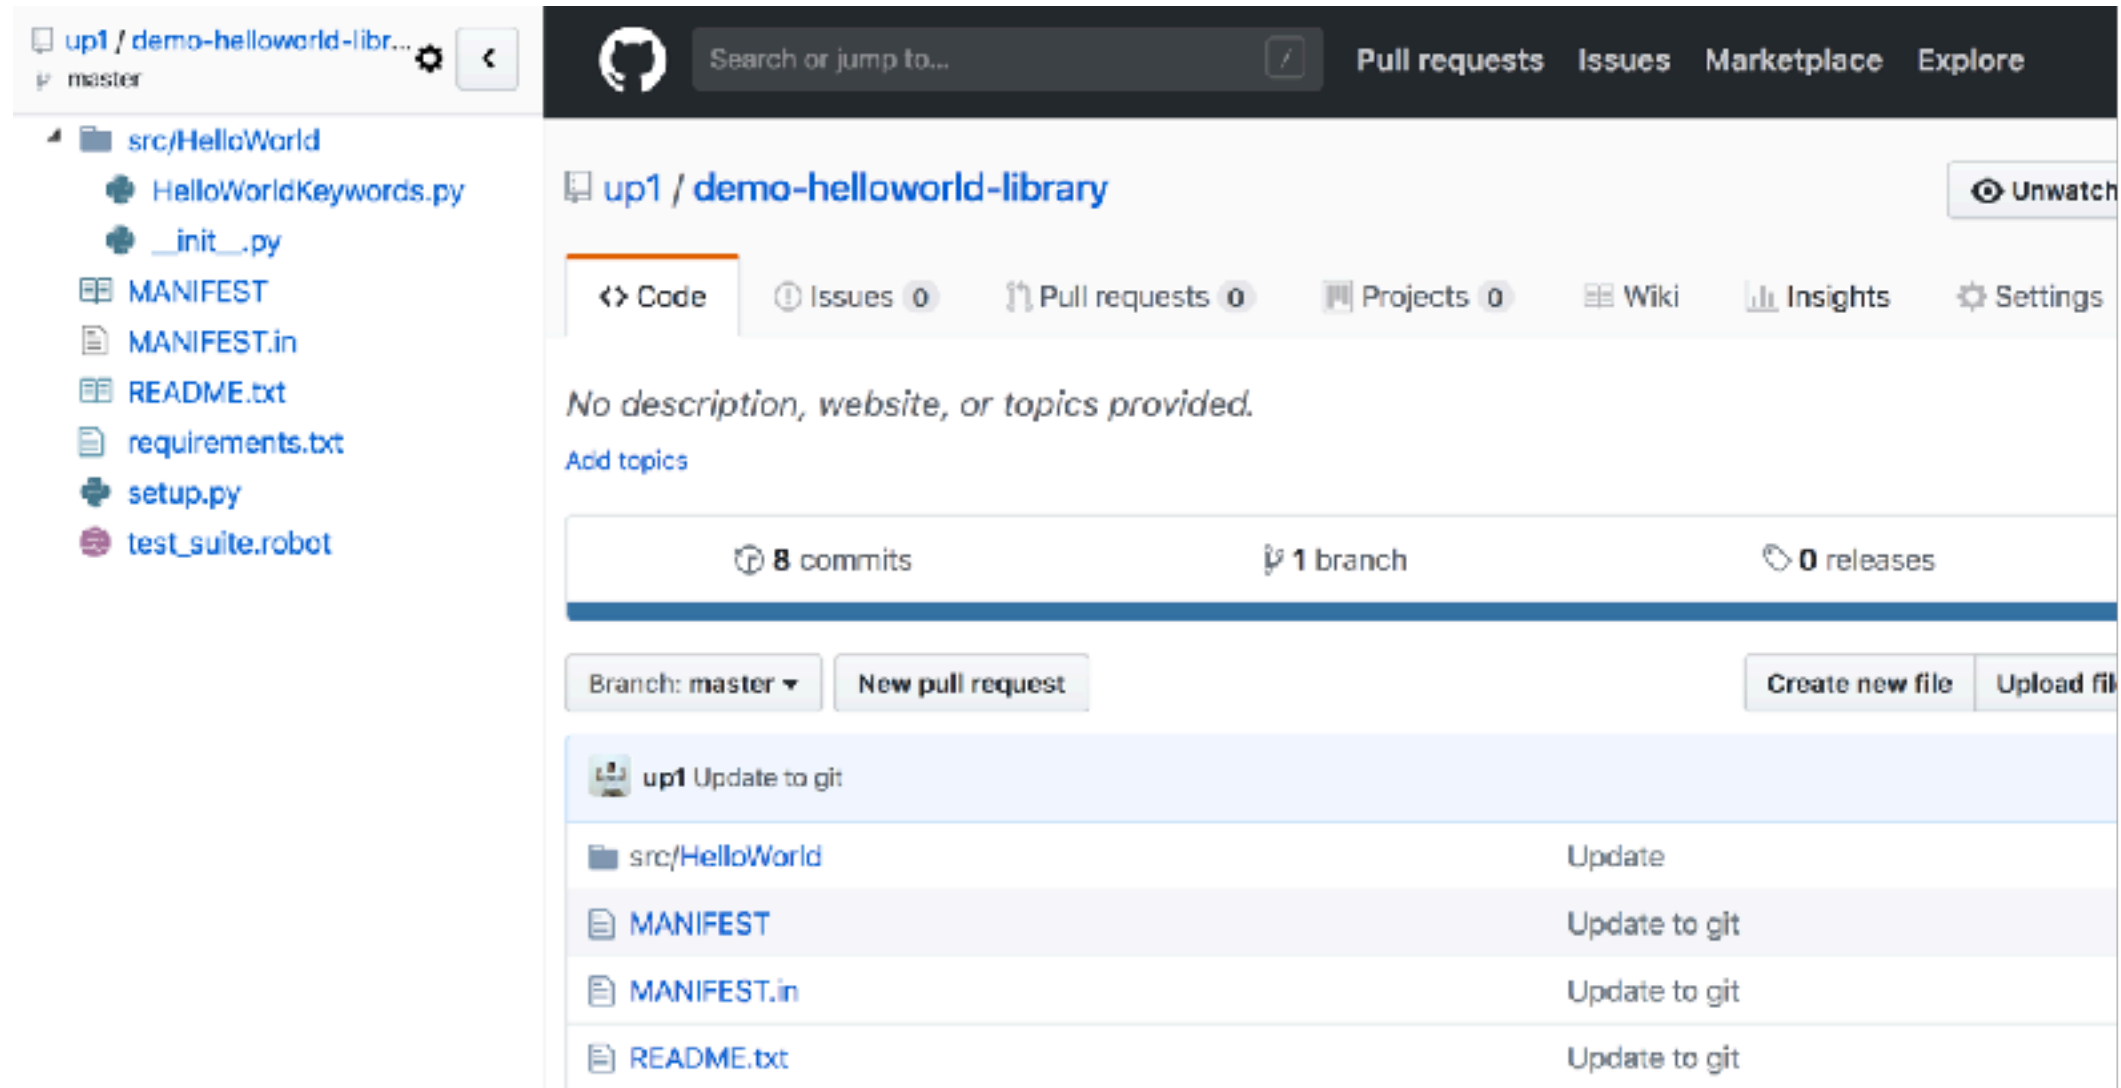 up1 / demo-helloworld-libr...
master
src/HelloWorld
HelloWorldKeywords.py
__init__.py
MANIFEST
MANIFEST.in
README.txt
requirements.txt
setup.py
test_suite.robot
Search or jump to... /
Pull requests Issues Marketplace Explore
up1 / demo-helloworld-library
Unwatch
<> Code Issues 0 Pull requests 0 Projects 0 Wiki Insights Settings
No description, website, or topics provided.
Add topics
8 commits 1 branch 0 releases
Branch: master New pull request Create new file Upload
up1 Update to git
src/HelloWorld Update
MANIFEST Update to git
MANIFEST.in Update to git
README.txt Update to git